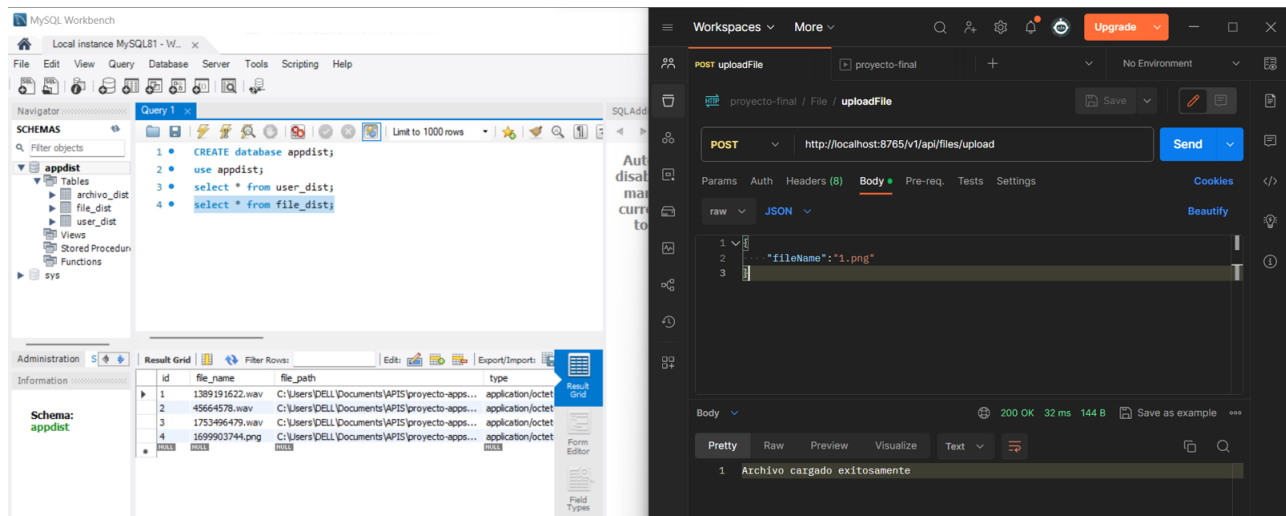 MySQL Workbench
Local instance MySQL81 - W...
File Edit View Query Database Server Tools Scripting Help
Navigator
SCHEMAS
Filter objects
appdist
Tables
archivo_dist
file_dist
user_dist
Views
Stored Procedur
Functions
sys
Administration S
Information
Schema:
appdist
Query 1
Limit to 1000 rows
1 CREATE database appdist;
2 use appdist;
3 select * from user_dist;
4 select * from file_dist;
SQLAdd
Aut
disab
man
curre
to
Result Grid Filter Rows: Edit: Export/Import:
id file_name file_path type
1 1389191622.wav C:\Users\DELL\Documents\APIS\proyecto-apps... application/octet
2 45664578.wav C:\Users\DELL\Documents\APIS\proyecto-apps... application/octet
3 1753496479.wav C:\Users\DELL\Documents\APIS\proyecto-apps... application/octet
4 1699903744.png C:\Users\DELL\Documents\APIS\proyecto-apps... application/octet
NULL NULL NULL NULL
Result
Grid
Form
Editor
Field
Types
Workspaces More Upgrade
POST uploadFile proyecto-final No Environment
HTTP proyecto-final / File / uploadFile Save
POST http://localhost:8765/v1/api/files/upload Send
Params Auth Headers (8) Body Pre-req. Tests Settings Cookies
raw JSON Beautify
1 {
2 "fileName":"1.png"
3 }
Body 200 OK 32 ms 144 B Save as example
Pretty Raw Preview Visualize Text
1 Archivo cargado exitosamente